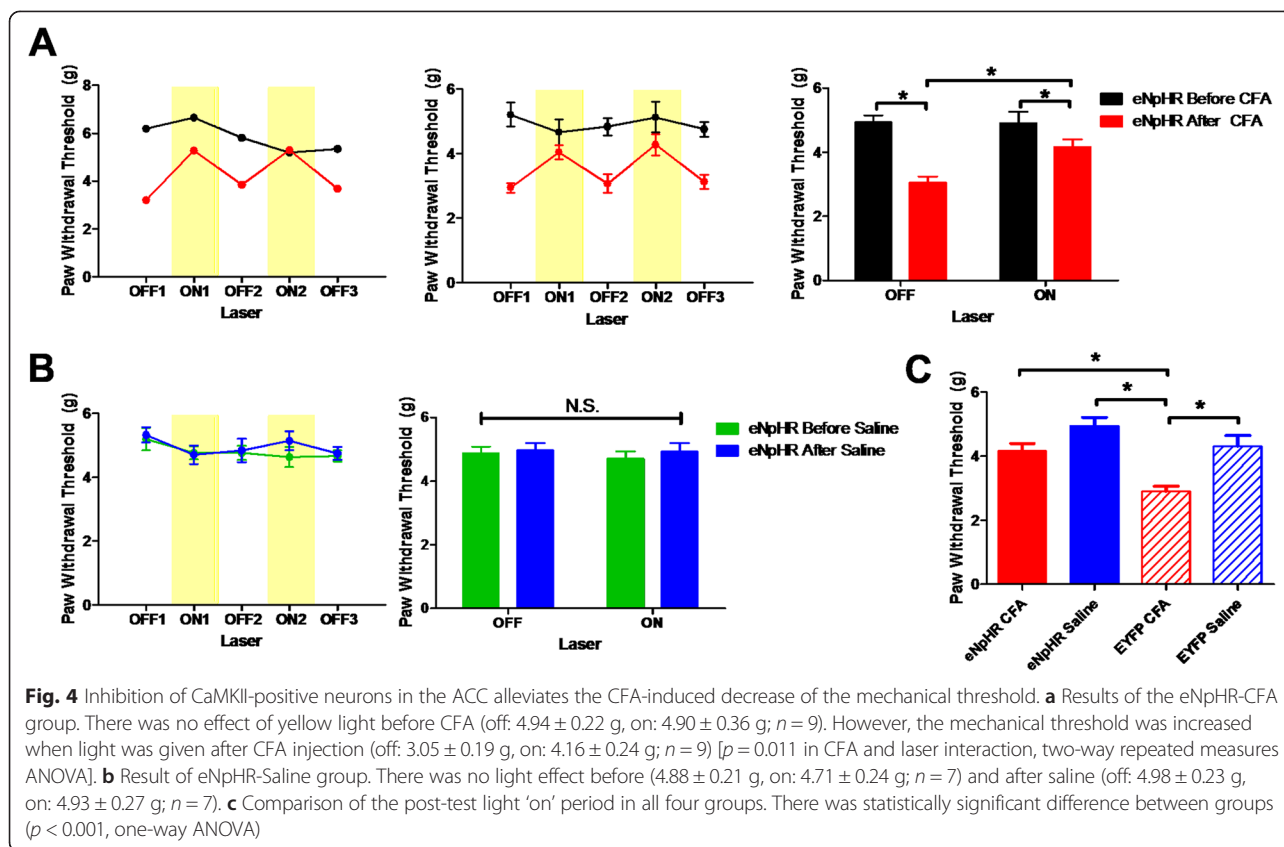 A
Paw Withdrawal Threshold (g)
8
6
4
2
0
OFF1 ON1 OFF2 ON2 OFF3
Laser
Paw Withdrawal Threshold (g)
6
4
2
0
OFF1 ON1 OFF2 ON2 OFF3
Laser
Paw Withdrawal Threshold (g)
6
4
2
0
*
*
*
OFF ON
Laser
eNpHR Before CFA
eNpHR After CFA
B
Paw Withdrawal Threshold (g)
6
4
2
0
OFF1 ON1 OFF2 ON2 OFF3
Laser
Paw Withdrawal Threshold (g)
6
4
2
0
N.S.
OFF ON
Laser
eNpHR Before Saline
eNpHR After Saline
C
Paw Withdrawal Threshold (g)
6
4
2
0
*
*
*
eNpHR CFA
eNpHR Saline
EYFP CFA
EYFP Saline
Fig. 4 Inhibition of CaMKII-positive neurons in the ACC alleviates the CFA-induced decrease of the mechanical threshold. a Results of the eNpHR-CFA
group. There was no effect of yellow light before CFA (off: 4.94 ± 0.22 g, on: 4.90 ± 0.36 g; n = 9). However, the mechanical threshold was increased
when light was given after CFA injection (off: 3.05 ± 0.19 g, on: 4.16 ± 0.24 g; n = 9) [p = 0.011 in CFA and laser interaction, two-way repeated measures
ANOVA]. b Result of eNpHR-Saline group. There was no light effect before (4.88 ± 0.21 g, on: 4.71 ± 0.24 g; n = 7) and after saline (off: 4.98 ± 0.23 g,
on: 4.93 ± 0.27 g; n = 7). c Comparison of the post-test light 'on' period in all four groups. There was statistically significant difference between groups
(p < 0.001, one-way ANOVA)